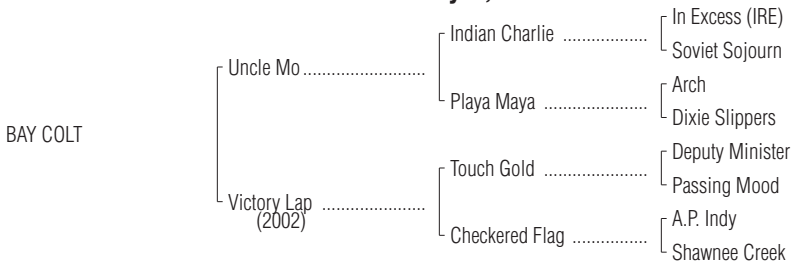 In Excess (IRE)
Indian Charlie ..................
Soviet Sojourn
Uncle Mo ..........................
Arch
Playa Maya ......................
Dixie Slippers
BAY COLT
Deputy Minister
Touch Gold ......................
Passing Mood
Victory Lap ......................
(2002)
A.P. Indy
Checkered Flag ................
Shawnee Creek